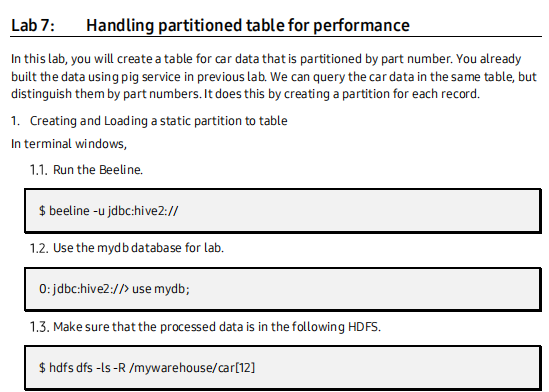 Lab 7: Handling partitioned table for performance
In this lab, you will create a table for car data that is partitioned by part number. You already
built the data using pig service in previous lab. We can query the car data in the same table, but
distinguish them by part numbers. It does this by creating a partition for each record.
1. Creating and Loading a static partition to table
In terminal windows,
1.1. Run the Beeline.
$ beeline -u jdbc:hive2://
1.2. Use the mydb database for lab.
0: jdbc:hive2://> use mydb;
1.3. Make sure that the processed data is in the following HDFS.
$ hdfs dfs -ls -R /mywarehouse/car[12]